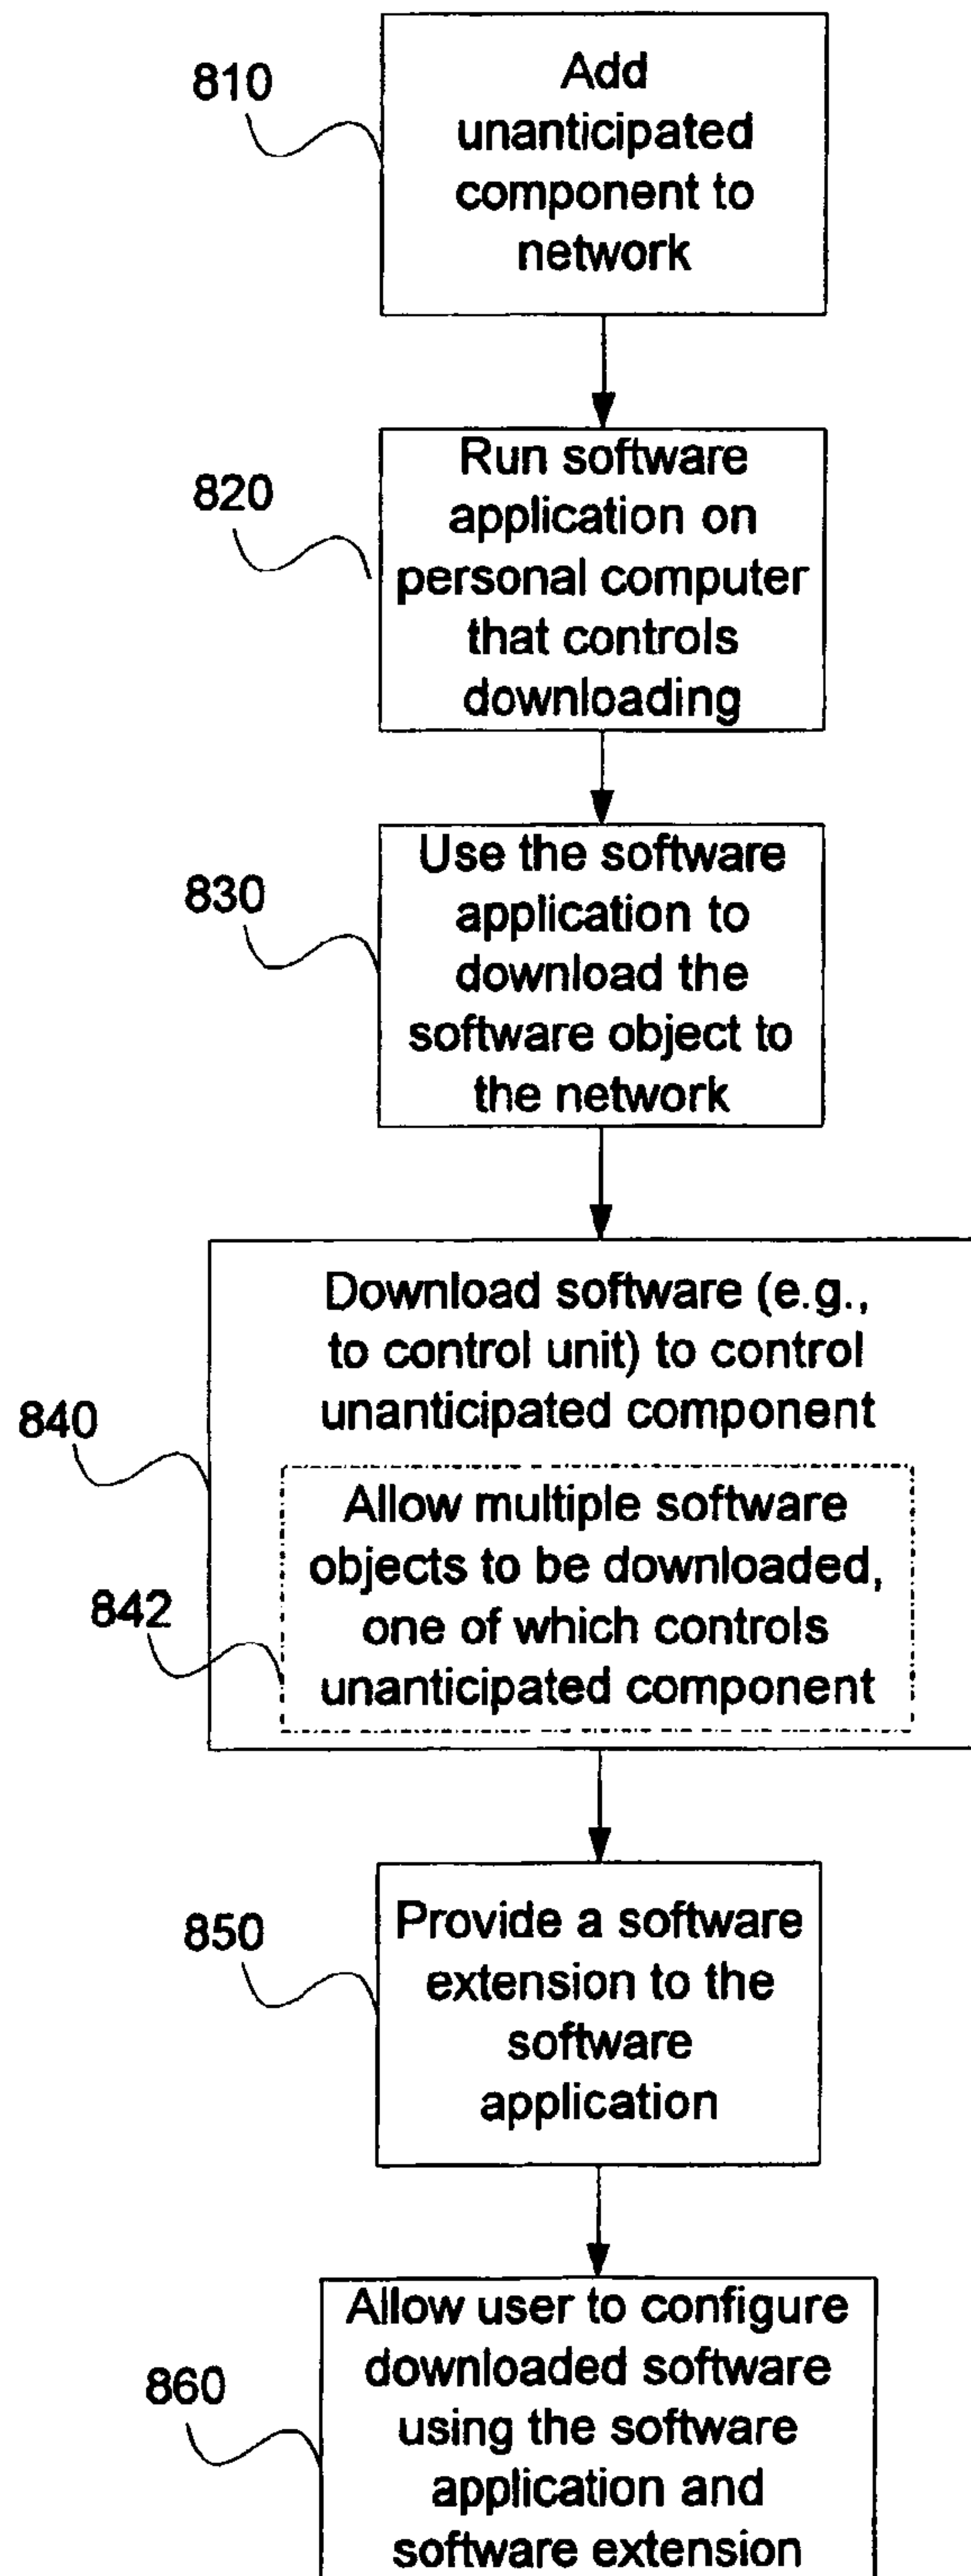 810
Add
unanticipated
component to
network
820
Run software
application on
personal computer
that controls
downloading
830
Use the software
application to
download the
software object to
the network
840
Download software (e.g.,
to control unit) to control
unanticipated component
842
Allow multiple software
objects to be downloaded,
one of which controls
unanticipated component
850
Provide a software
extension to the
software
application
860
Allow user to configure
downloaded software
using the software
application and
software extension